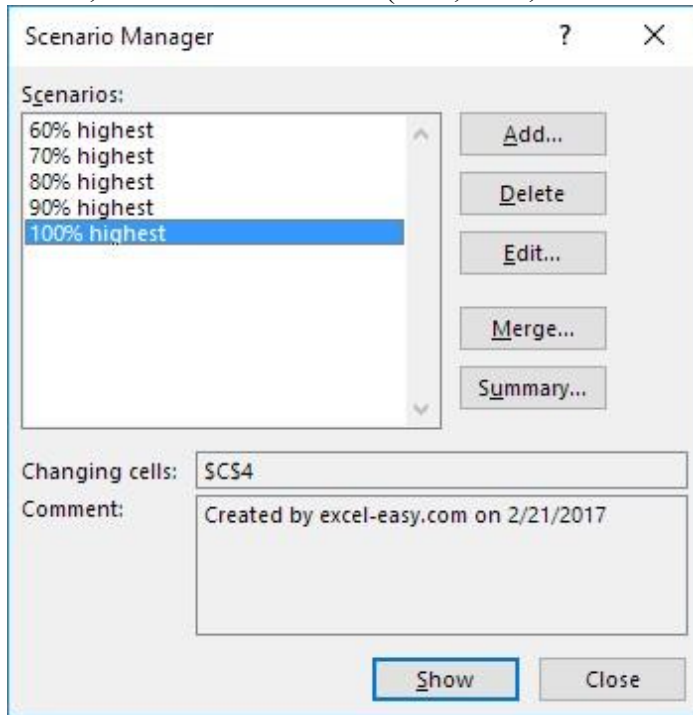 Scenario Manager
?
Scenarios:
60% highest
70% highest
80% highest
90% highest
100% highest
Add...
Delete
Edit...
Merge...
Summary...
Changing cells:
$C$4
Comment:
Created by excel-easy.com on 2/21/2017
Show
Close